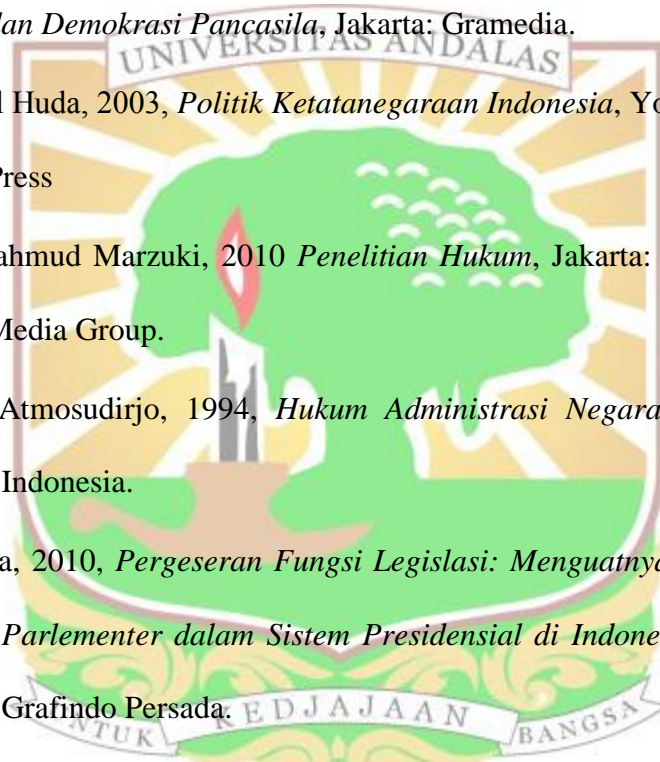 dan Demokrasi Pancasila, Jakarta: Gramedia.
UNIVERSITAS ANDALAS
l Huda, 2003, Politik Ketatanegaraan Indonesia, Yo
Press
ahmud Marzuki, 2010 Penelitian Hukum, Jakarta:
Media Group.
Atmosudirjo, 1994, Hukum Administrasi Negara
Indonesia.
a, 2010, Pergeseran Fungsi Legislasi: Menguatnya
Parlementer dalam Sistem Presidensial di Indone
Grafindo Persada.
UNTUK KEDJAJAAN BANGSA